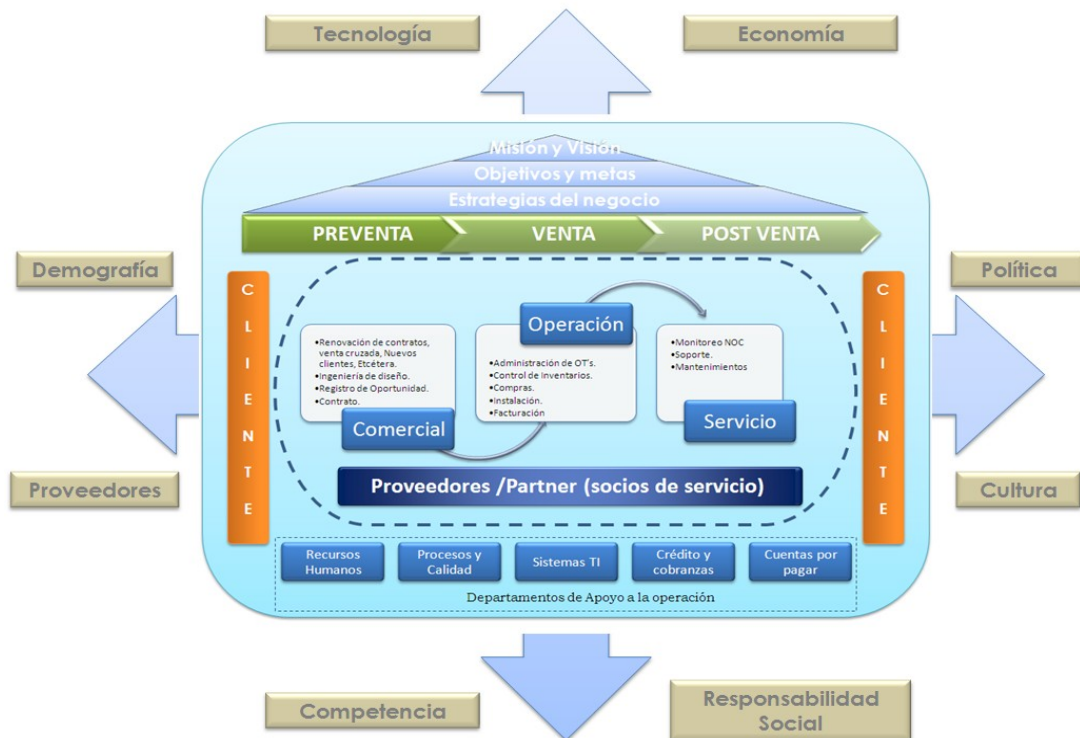 Tecnología
Economía
Misión y Visión
Objetivos y metas
Estrategias del negocio
PREVENTA
VENTA
POST VENTA
Demografía
Política
CLIENTE
•Renovación de contratos,
venta cruzada, Nuevos
clientes, Etcétera.
•Ingeniería de diseño.
•Registro de Oportunidad.
•Contrato.
Comercial
Operación
•Administración de OT's.
•Control de Inventarios.
•Compras.
•Instalación.
•Facturación
•Monitoreo NOC
•Soporte.
•Mantenimientos
Servicio
CLIENTE
Proveedores /Partner (socios de servicio)
Proveedores
Cultura
Recursos
Humanos
Procesos y
Calidad
Sistemas TI
Crédito y
cobranzas
Cuentas por
pagar
Departamentos de Apoyo a la operación
Competencia
Responsabilidad
Social